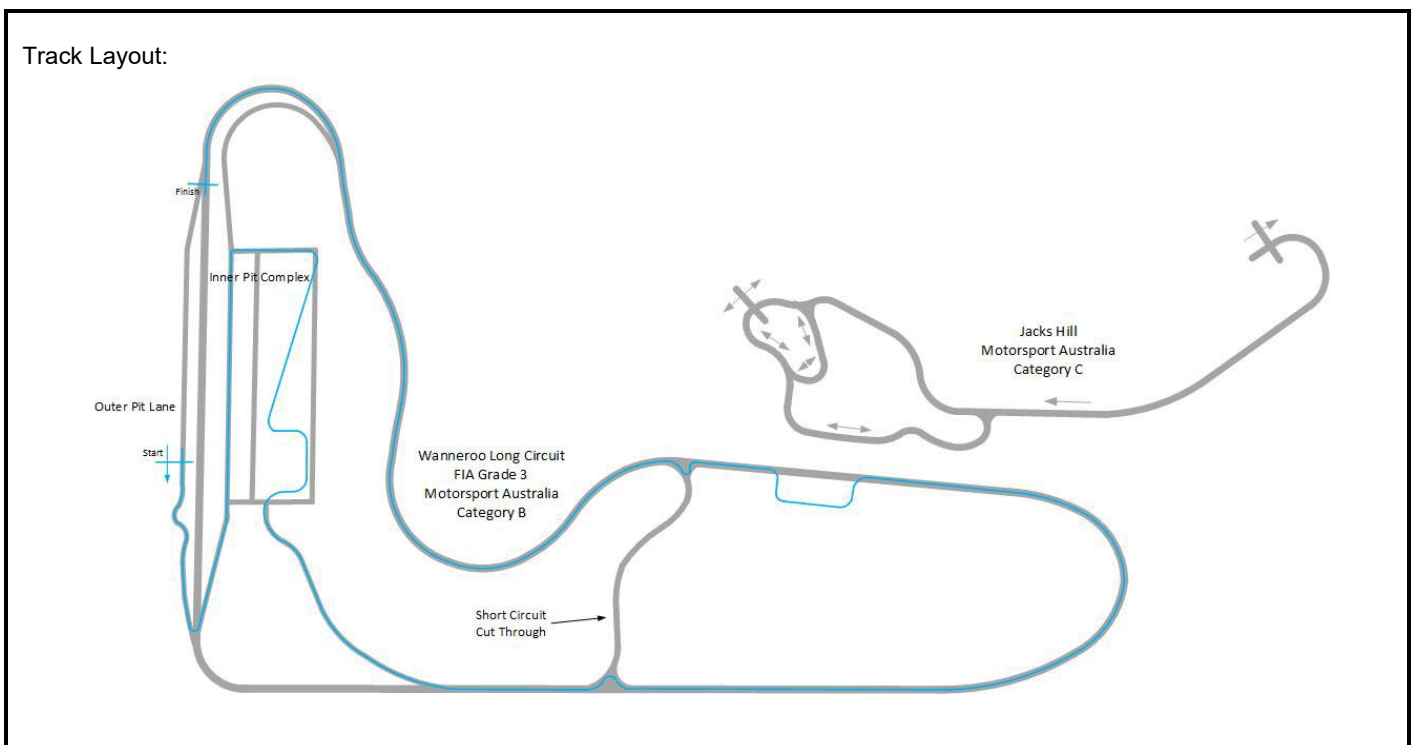 Track Layout:
Finish
Inner Pit Complex
Jacks Hill
Motorsport Australia
Category C
Outer Pit Lane
Start
Wanneroo Long Circuit
FIA Grade 3
Motorsport Australia
Category B
Short Circuit
Cut Through